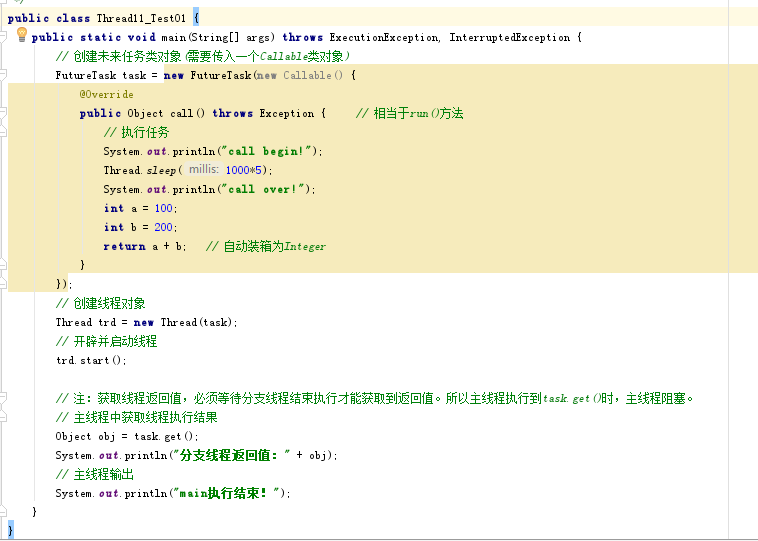 */
public class Thread11_Test01 {
public static void main(String[] args) throws ExecutionException, InterruptedException {
// 创建未来任务类对象(需要传入一个Callable类对象)
FutureTask task = new FutureTask(new Callable() {
@Override
public Object call() throws Exception { // 相当于run()方法
// 执行任务
System.out.println("call begin!");
Thread.sleep( millis: 1000*5);
System.out.println("call over!");
int a = 100;
int b = 200;
return a + b; // 自动装箱为Integer
}
});
// 创建线程对象
Thread trd = new Thread(task);
// 开辟并启动线程
trd.start();
// 注：获取线程返回值，必须等待分支线程结束执行才能获取到返回值。所以主线程执行到task.get()时，主线程阻塞。
// 主线程中获取线程执行结果
Object obj = task.get();
System.out.println("分支线程返回值：" + obj);
// 主线程输出
System.out.println("main执行结束！");
}
}